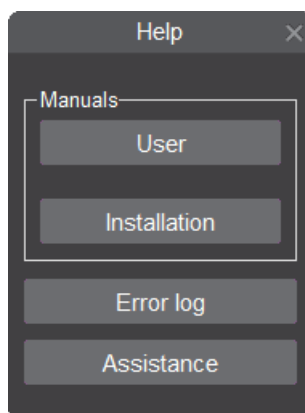 Help
Manuals
User
Installation
Error log
Assistance